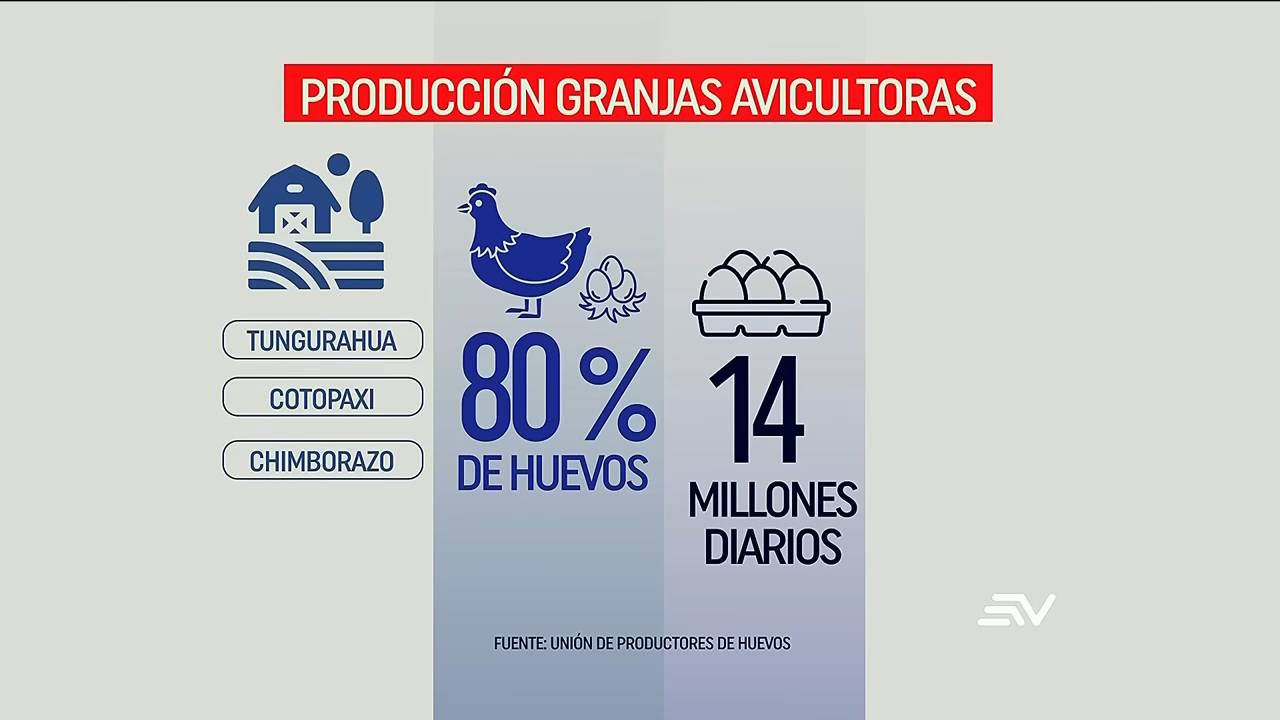 PRODUCCIÓN GRANJAS AVICULTORAS
TUNGURAHUA
COTOPAXI
CHIMBORAZO
80 %
DE HUEVOS
14
MILLONES
DIARIOS
FUENTE: UNIÓN DE PRODUCTORES DE HUEVOS